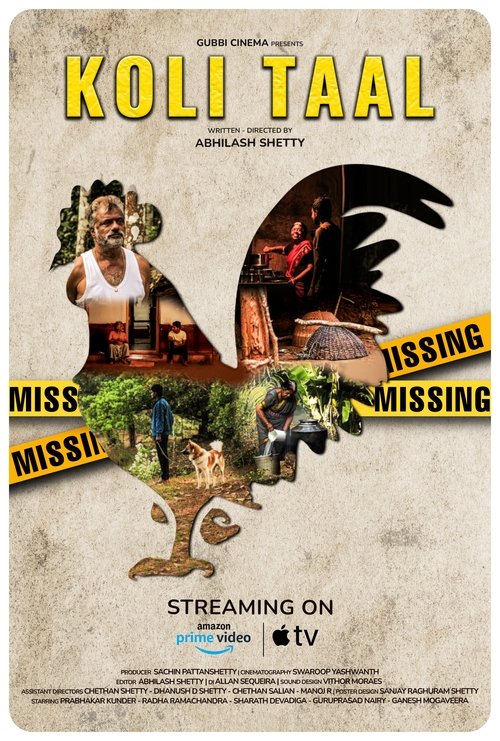 GUBBI CINEMA PRESENTS
KOLI TAAL
WRITTEN - DIRECTED BY
ABHILASH SHETTY
MISSING
MISSING
MISS
MISSIN
STREAMING ON
amazon prime video | tv
PRODUCER SACHIN PATTANSHETTY | CINEMATOGRAPHY SWAROOP YASHWANTH
EDITOR ABHILASH SHETTY | DI ALLAN SEQUEIRA | SOUND DESIGN VITHOR MORAES
ASSISTANT DIRECTORS CHETHAN SHETTY - DHANUSH D SHETTY - CHETHAN SALIAN - MANOJ R | POSTER DESIGN SANJAY RAGHURAM SHETTY
STARRING PRABHAKAR KUNDER - RADHA RAMACHANDRA - SHARATH DEVADIGA - GURUPRASAD NAIRY - GANESH MOGAVEERA